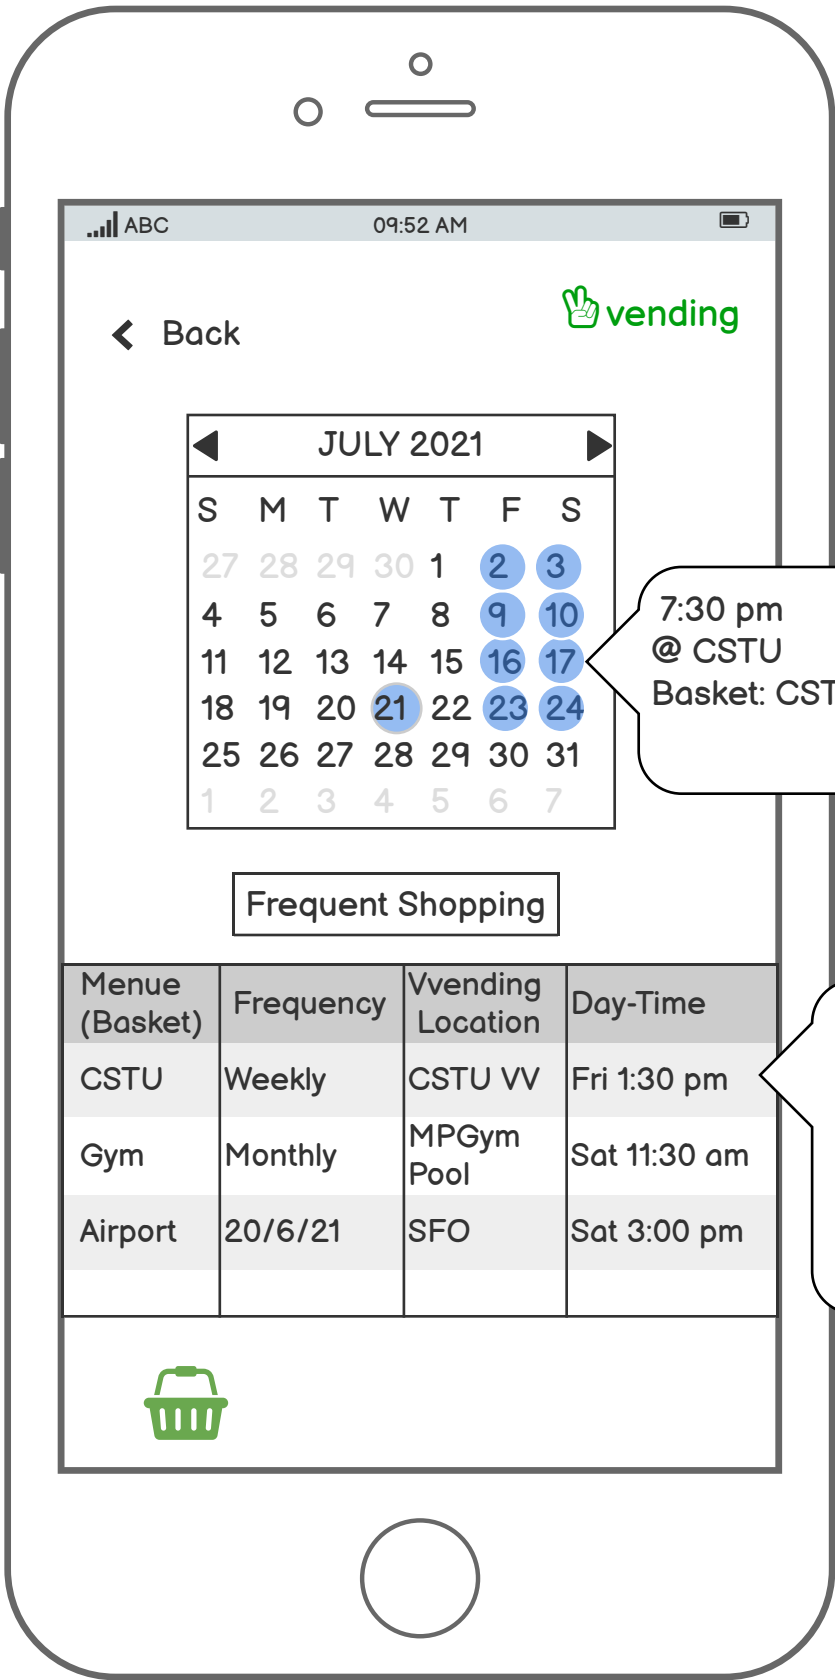 ABC 09:52 AM
vending
Back
JULY 2021
S M T W T F S
27 28 29 30 1 2 3
4 5 6 7 8 9 10
11 12 13 14 15 16 17
18 19 20 21 22 23 24
25 26 27 28 29 30 31
1 2 3 4 5 6 7
7:30 pm
@ CSTU
Basket: CST
Frequent Shopping
Menue (Basket) Frequency Vvending Location Day-Time
CSTU Weekly CSTU VV Fri 1:30 pm
Gym Monthly MPGym Pool Sat 11:30 am
Airport 20/6/21 SFO Sat 3:00 pm